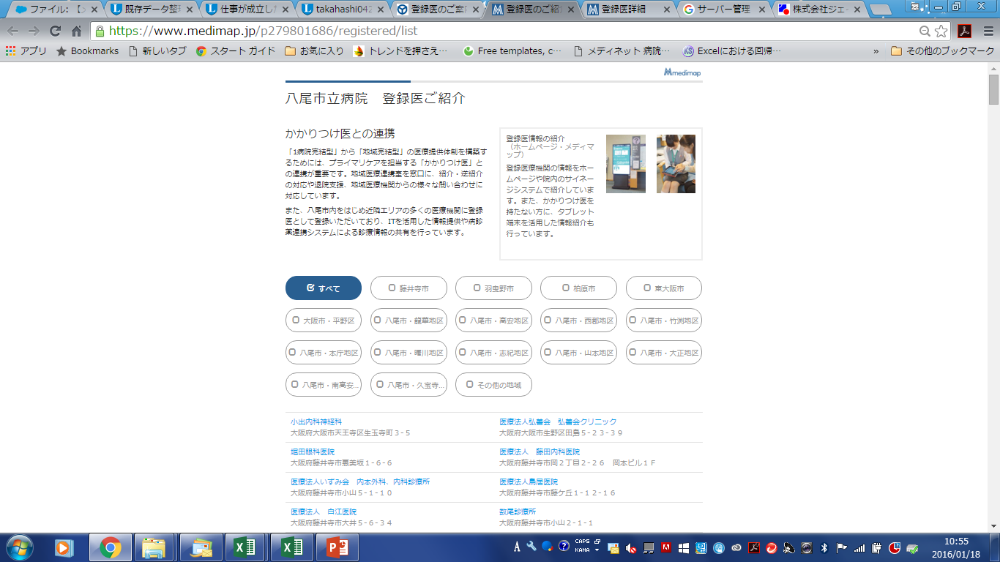 ファイル: 【
既存データ整
仕事が成立し
takahashi042
登録医のご案
登録医のご紹
登録医詳細
サーバー管理
株式会社ジェ
https://www.medimap.jp/p279801686/registered/list
アプリ
Bookmarks
新しいタブ
スタート ガイド
お気に入り
トレンドを押さえ…
Free templates, c…
メディネット 病院…
Excelにおける回帰…
»
その他のブックマーク
medimap
八尾市立病院　登録医ご紹介
かかりつけ医との連携
「1病院完結型」から「地域完結型」の医療提供体制を構築す
るためには、プライマリケアを担当する「かかりつけ医」と
の連携が重要です。地域医療連携室を窓口に、紹介・逆紹介
の対応や退院支援、地域医療機関からの様々な問い合わせに
対応しています。
また、八尾市内をはじめ近隣エリアの多くの医療機関に登録
医として登録いただいており、ITを活用した情報提供や病診
薬連携システムによる診療情報の共有を行っています。
登録医情報の紹介
（ホームページ・メディマ
ップ）
登録医療機関の情報をホー
ムページや院内のサイネー
ジシステムで紹介していま
す。また、かかりつけ医を
持たない方に、タブレット
端末を活用した情報紹介も
行っています。
すべて
藤井寺市
羽曳野市
柏原市
東大阪市
大阪市・平野区
八尾市・龍華地区
八尾市・高安地区
八尾市・西郡地区
八尾市・竹渕地区
八尾市・本庁地区
八尾市・曙川地区
八尾市・志紀地区
八尾市・山本地区
八尾市・大正地区
八尾市・南高安...
八尾市・久宝寺...
その他の地域
小出内科神経科
大阪府大阪市天王寺区生玉寺町３-５
医療法人弘善会　弘善会クリニック
大阪府大阪市生野区田島５-２３-３９
堀田眼科医院
大阪府藤井寺市恵美坂１-６-６
医療法人　藤田内科医院
大阪府藤井寺市岡２丁目２-２６　岡本ビル１Ｆ
医療法人いずみ会　内本外科、内科診療所
大阪府藤井寺市小山５-１-１０
医療法人鳥居医院
大阪府藤井寺市藤ケ丘１-１２-１６
医療法人　白江医院
大阪府藤井寺市大井５-６-３４
数尾診療所
大阪府藤井寺市小山２-１-１
A
CAPS
KANA
10:55
2016/01/18